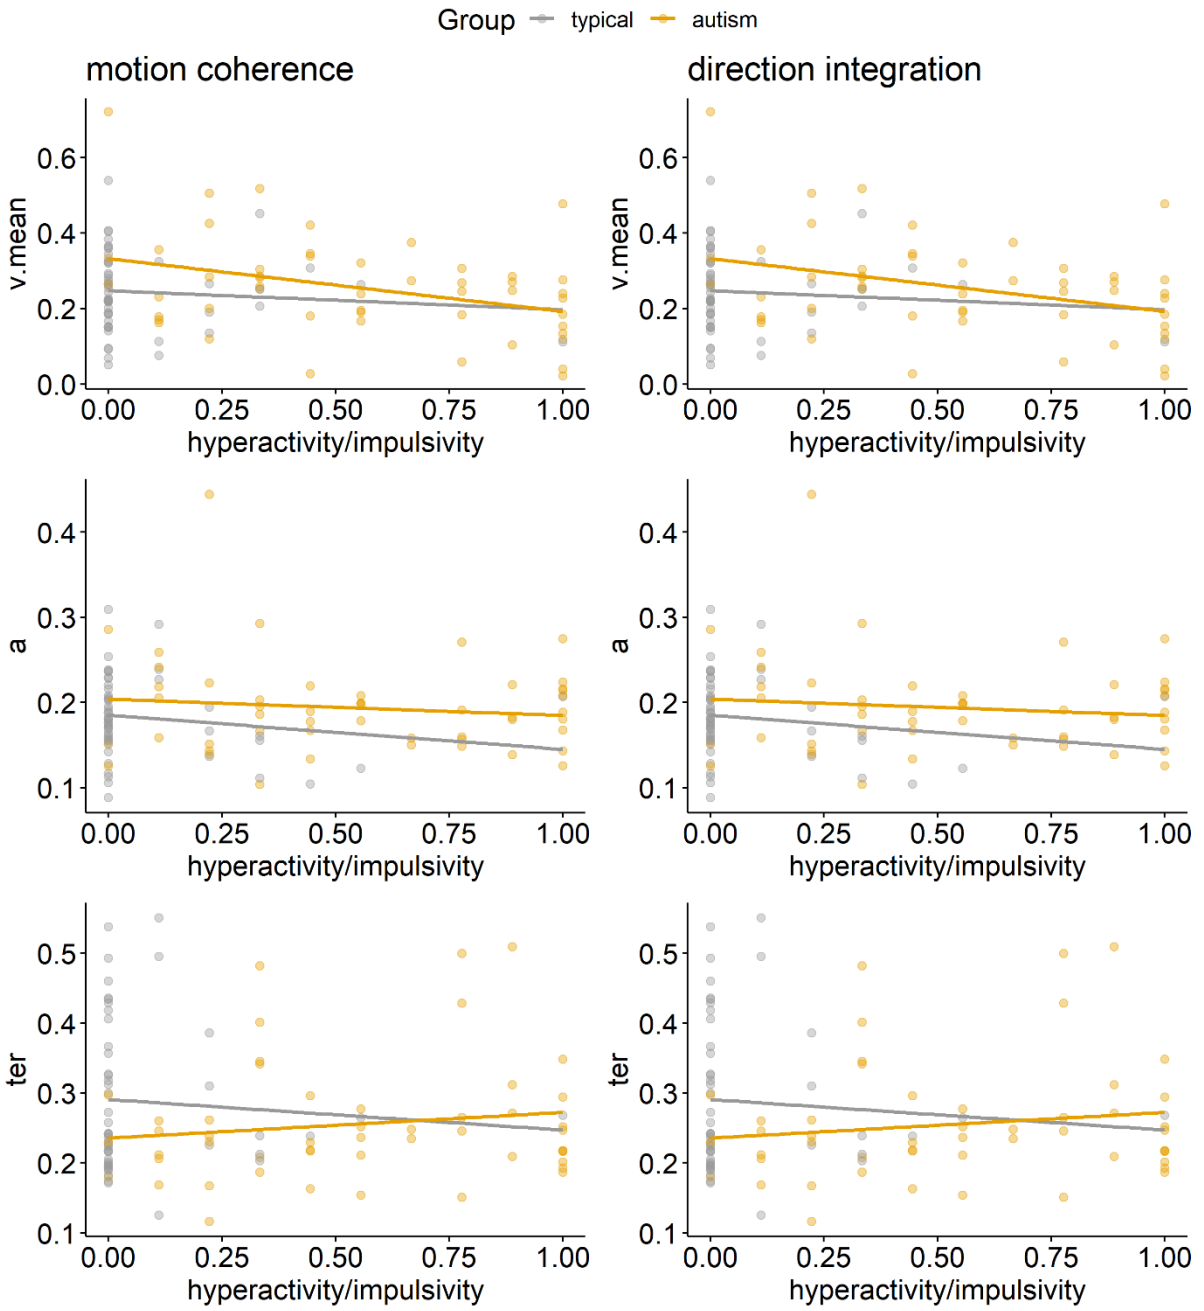 Group typical autism
motion coherence direction integration
v.mean
0.6
0.4
0.2
0.0
0.00 0.25 0.50 0.75 1.00
hyperactivity/impulsivity
v.mean
0.6
0.4
0.2
0.0
0.00 0.25 0.50 0.75 1.00
hyperactivity/impulsivity
a
0.4
0.3
0.2
0.1
0.00 0.25 0.50 0.75 1.00
hyperactivity/impulsivity
a
0.4
0.3
0.2
0.1
0.00 0.25 0.50 0.75 1.00
hyperactivity/impulsivity
ter
0.5
0.4
0.3
0.2
0.1
0.00 0.25 0.50 0.75 1.00
hyperactivity/impulsivity
ter
0.5
0.4
0.3
0.2
0.1
0.00 0.25 0.50 0.75 1.00
hyperactivity/impulsivity